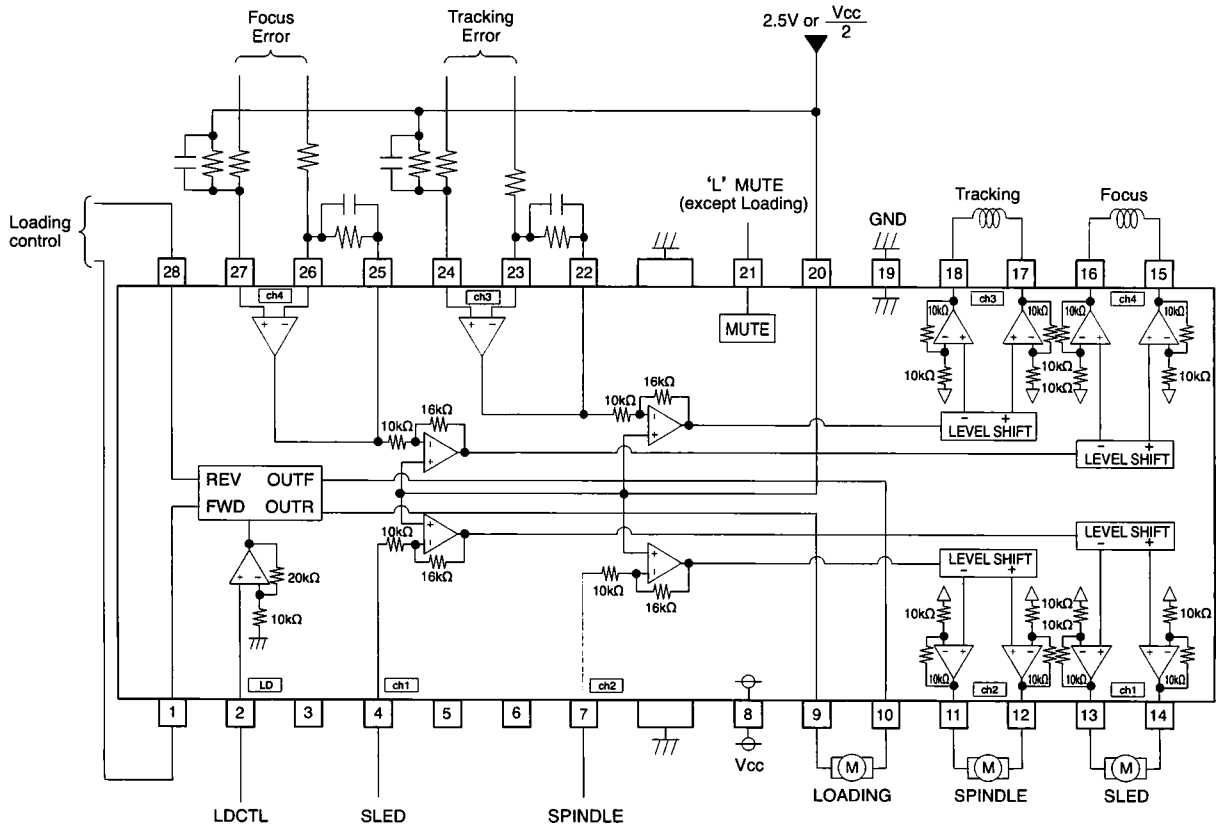 Focus
Error
Tracking
Error
2.5V or Vcc/2
Loading
control
'L' MUTE
(except Loading)
GND
Tracking
Focus
28
27
26
25
24
23
22
21
20
19
18
17
16
15
ch4
ch3
MUTE
ch3
ch4
10kΩ
10kΩ
10kΩ
10kΩ
10kΩ
10kΩ
10kΩ
10kΩ
− +
LEVEL SHIFT
− +
LEVEL SHIFT
16kΩ
10kΩ
16kΩ
10kΩ
REV OUTF
FWD OUTR
10kΩ
16kΩ
10kΩ
16kΩ
20kΩ
10kΩ
LEVEL SHIFT
− +
LEVEL SHIFT
− +
10kΩ
10kΩ
10kΩ
10kΩ
10kΩ
10kΩ
10kΩ
10kΩ
LD
ch1
ch2
ch2
ch1
1
2
3
4
5
6
7
8
9
10
11
12
13
14
Vcc
M
M
M
LDCTL
SLED
SPINDLE
LOADING
SPINDLE
SLED